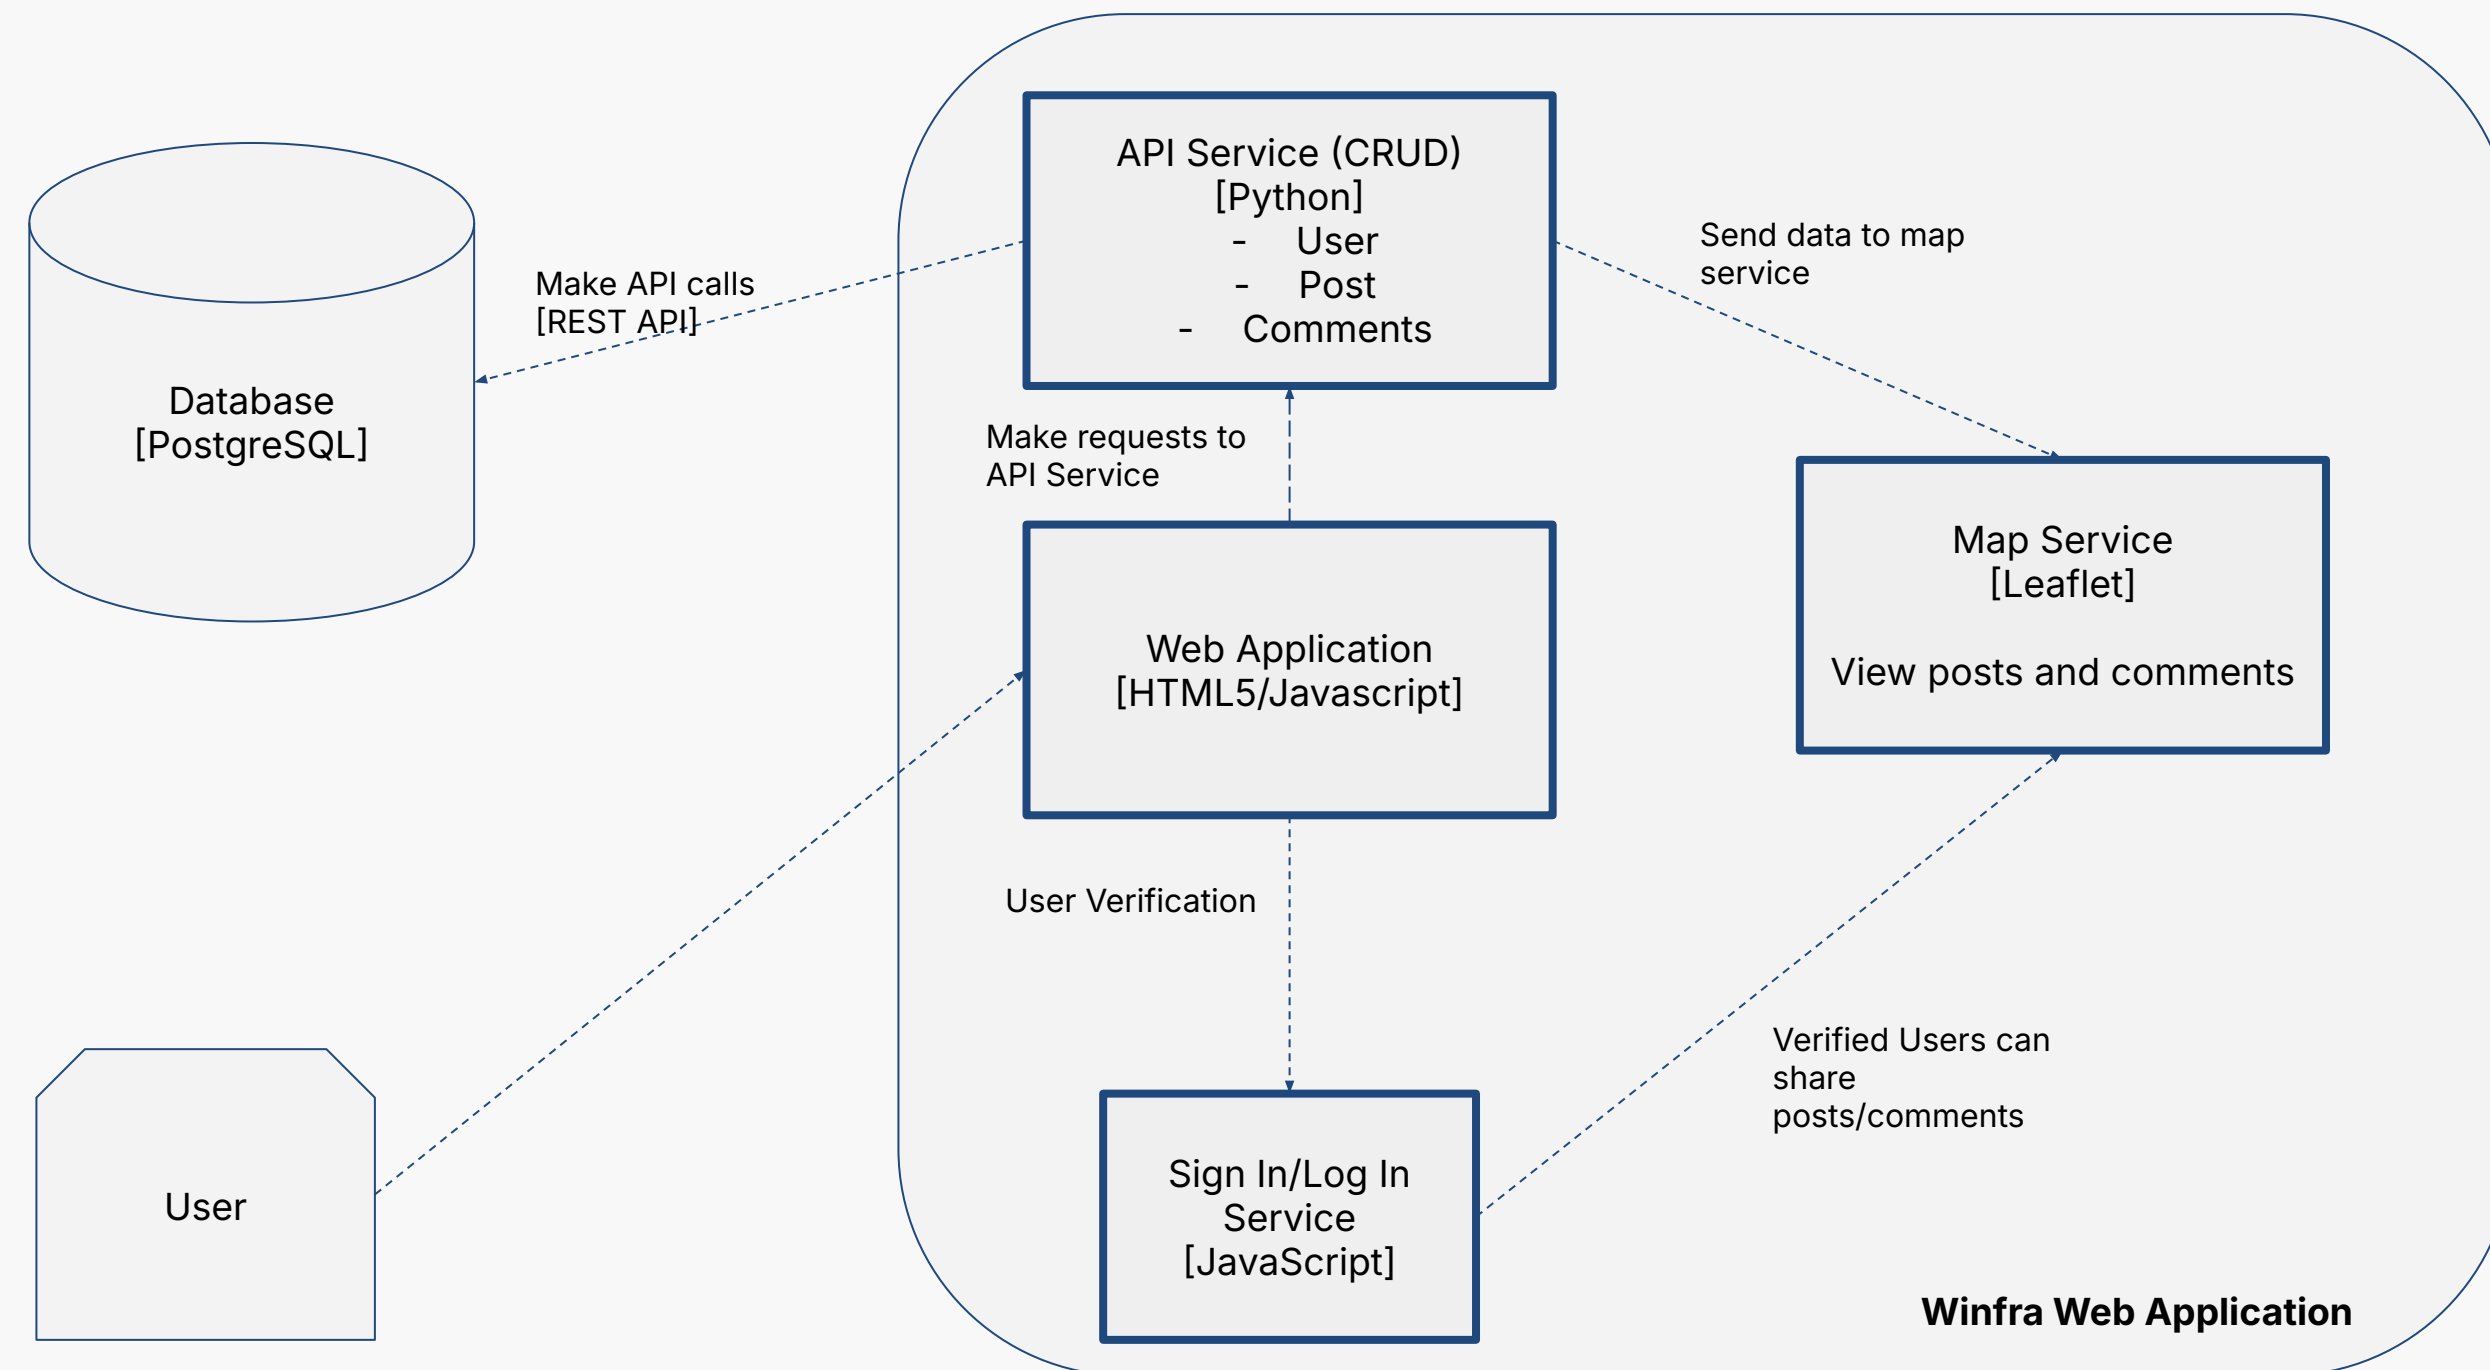 API Service (CRUD)
[Python]
- User
- Post
- Comments
Send data to map
service
Make API calls
[REST API]
Database
[PostgreSQL]
Make requests to
API Service
Map Service
[Leaflet]
View posts and comments
Web Application
[HTML5/Javascript]
User Verification
Verified Users can
share
posts/comments
Sign In/Log In
Service
[JavaScript]
User
Winfra Web Application